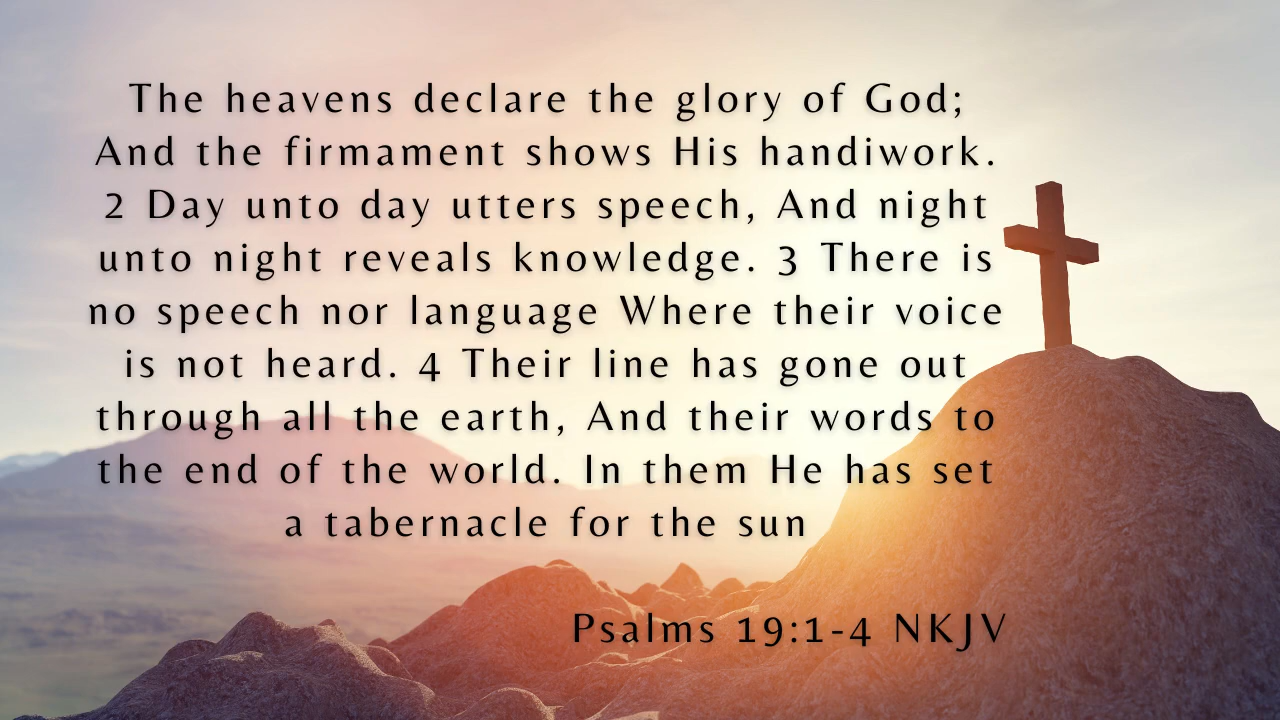 The heavens declare the glory of God;
And the firmament shows His handiwork.
2 Day unto day utters speech, And night
unto night reveals knowledge. 3 There is
no speech nor language Where their voice
is not heard. 4 Their line has gone out
through all the earth, And their words to
the end of the world. In them He has set
a tabernacle for the sun
Psalms 19:1-4 NKJV